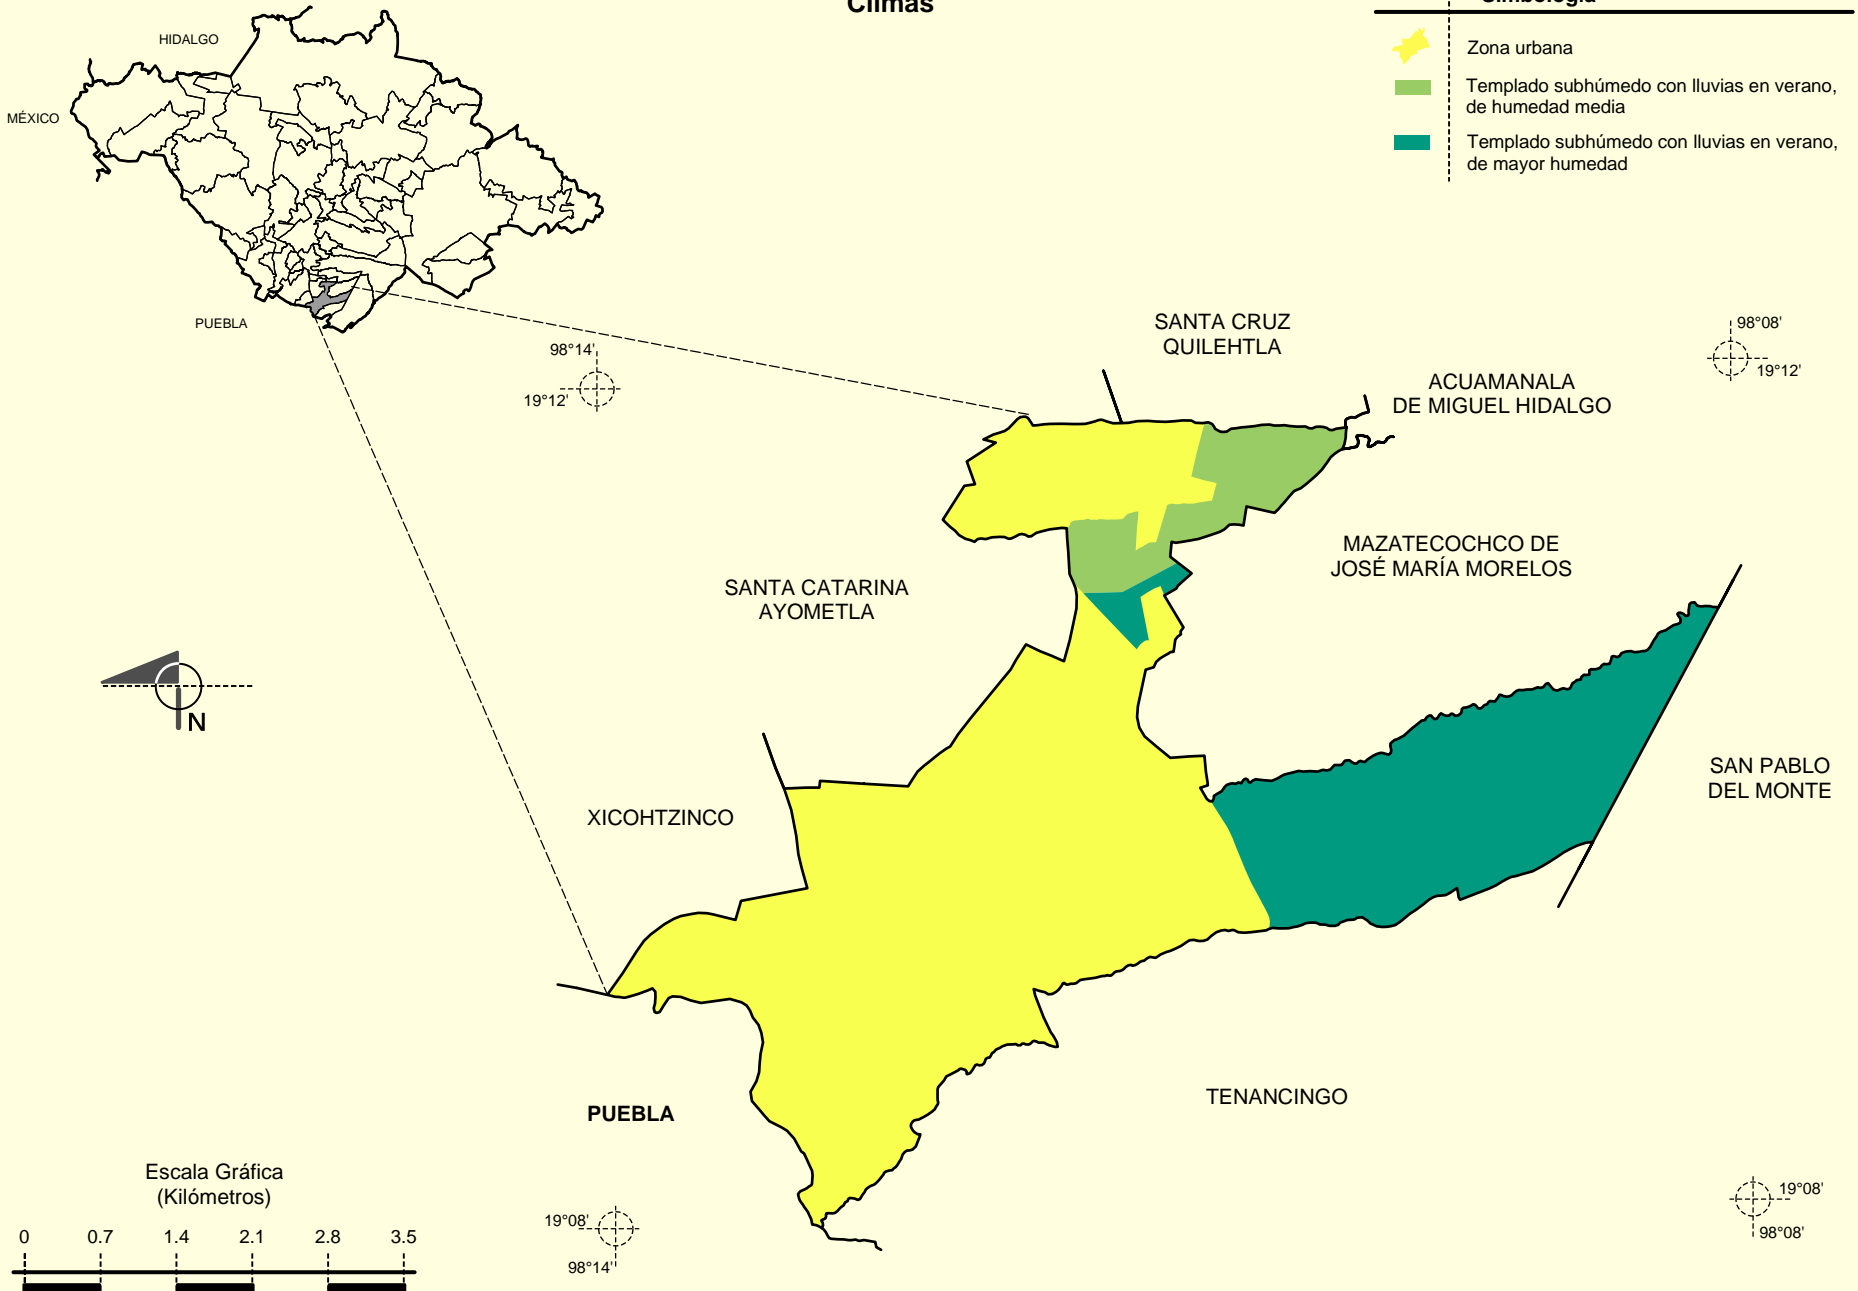 Climas
Simbología
Zona urbana
Templado subhúmedo con lluvias en verano,
de humedad media
Templado subhúmedo con lluvias en verano,
de mayor humedad
HIDALGO
MÉXICO
PUEBLA
98°14'
19°12'
SANTA CRUZ
QUILEHTLA
98°08'
19°12'
ACUAMANALA
DE MIGUEL HIDALGO
MAZATECOCHCO DE
JOSÉ MARÍA MORELOS
SANTA CATARINA
AYOMETLA
N
XICOHTZINCO
SAN PABLO
DEL MONTE
PUEBLA
TENANCINGO
Escala Gráfica
(Kilómetros)
0 0.7 1.4 2.1 2.8 3.5
19°08'
98°14'
19°08'
98°08'